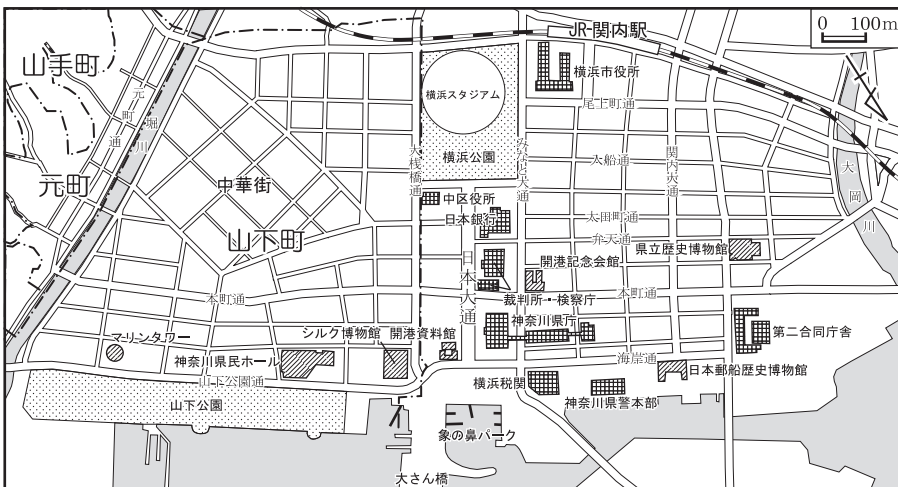 0 100m
JR-関内駅
山手町
横浜市役所
元町通
堀川
横浜スタジアム
尾上町通
大桟橋通
横浜公園
みなと大通
太船通
関内大通
大岡川
元町
中華街
中区役所
日本銀行
太田町通
山下町
弁天通
開港記念会館
県立歴史博物館
日本大通
本町通
裁判所・検察庁
本町通
マリンタワー
シルク博物館
開港資料館
神奈川県庁
第二合同庁舎
神奈川県民ホール
海岸通
山下公園通
横浜税関
日本郵船歴史博物館
山下公園
神奈川県警本部
象の鼻パーク
大さん橋